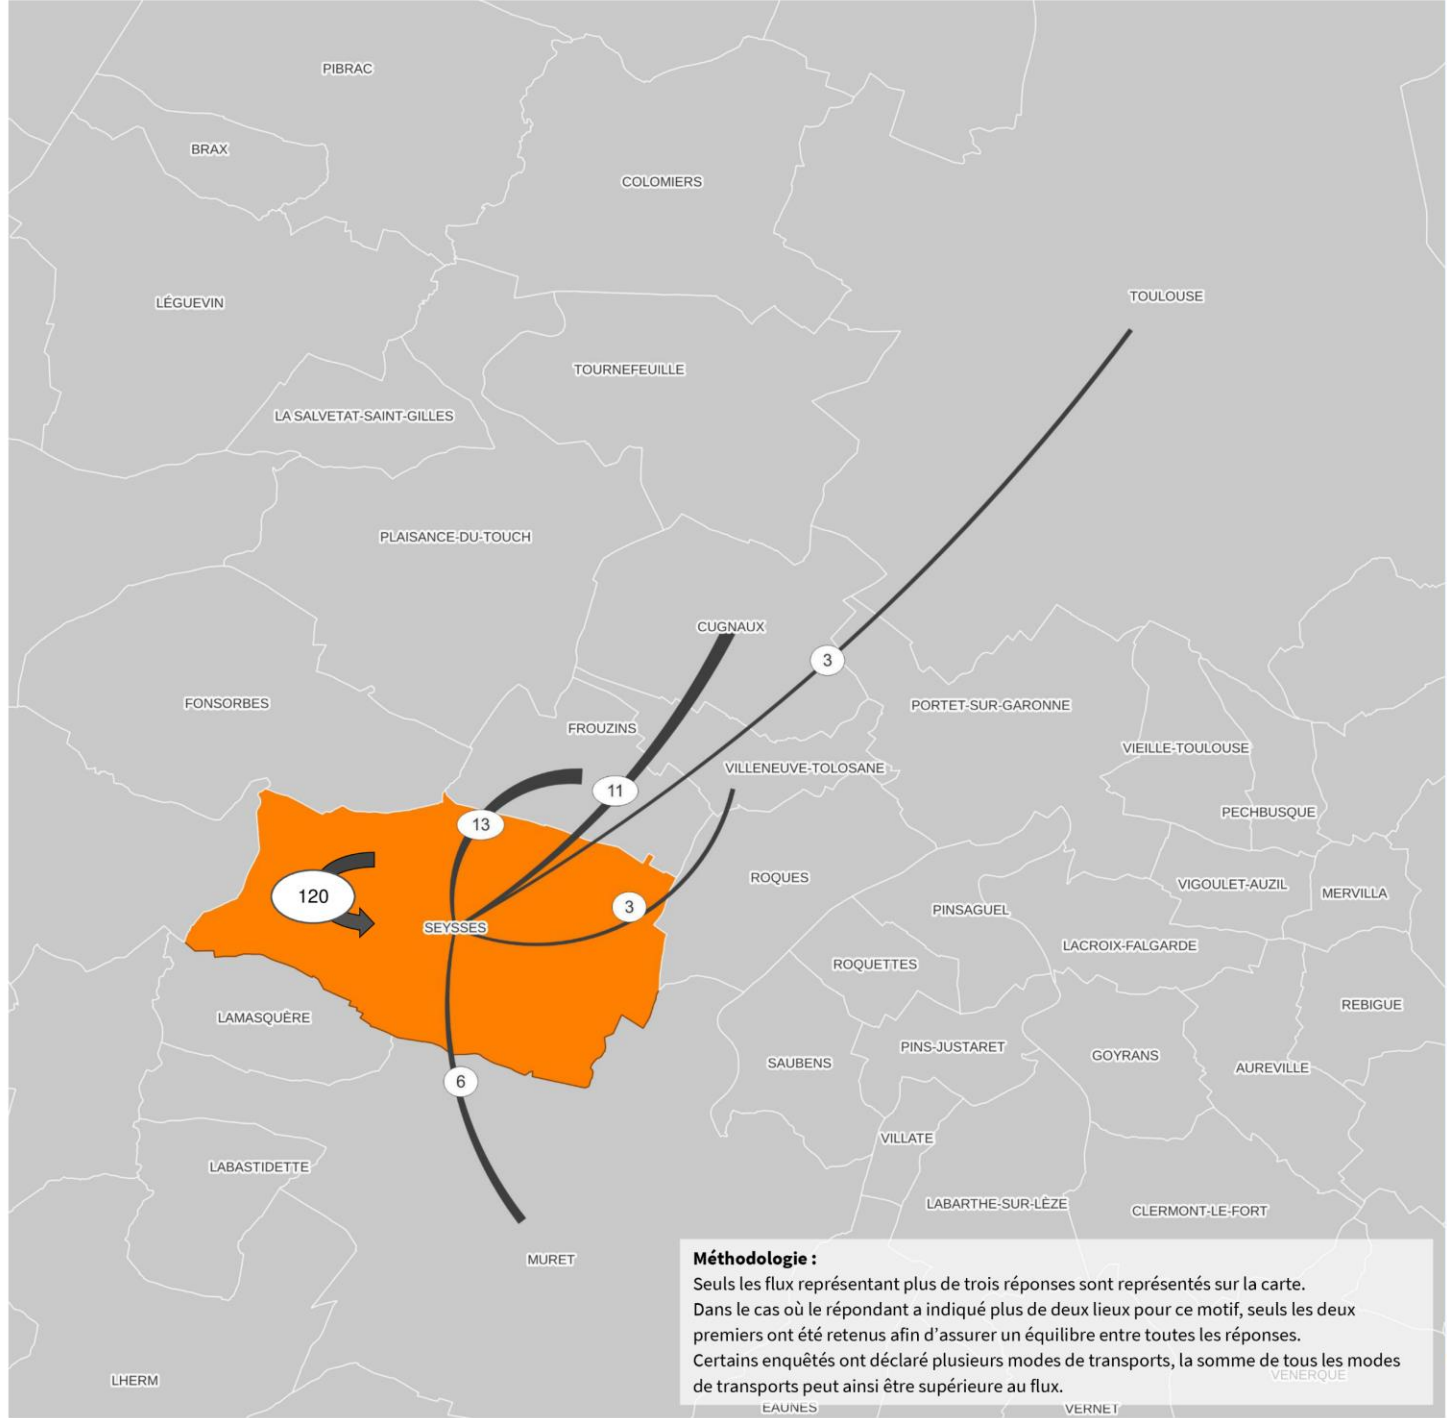 PIBRAC
BRAX
COLOMIERS
TOULOUSE
LÉGUEVIN
TOURNEFEUILLE
LA SALVETAT-SAINT-GILLES
PLAISANCE-DU-TOUCH
CUGNAUX
3
FONSORBES
PORTET-SUR-GARONNE
FROUZINS
VIEILLE-TOULOUSE
VILLENEUVE-TOLOSANE
11
PECHBUSQUE
13
ROQUES
VIGOULET-AUZIL
MERVILLA
120
3
PINSAGUEL
SEYSSES
LACROIX-FALGARDE
ROQUETTES
REBIGUE
LAMASQUÈRE
PINS-JUSTARET
GOYRANS
SAUBENS
AUREVILLE
6
VILLATE
LABASTIDETTE
LABARTHE-SUR-LÈZE
CLERMONT-LE-FORT
MURET
Méthodologie :
Seuls les flux représentant plus de trois réponses sont représentés sur la carte.
Dans le cas où le répondant a indiqué plus de deux lieux pour ce motif, seuls les deux
premiers ont été retenus afin d'assurer un équilibre entre toutes les réponses.
Certains enquêtés ont déclaré plusieurs modes de transports, la somme de tous les modes
de transports peut ainsi être supérieure au flux.
VENERQUE
LHERM
EAUNES
VERNET